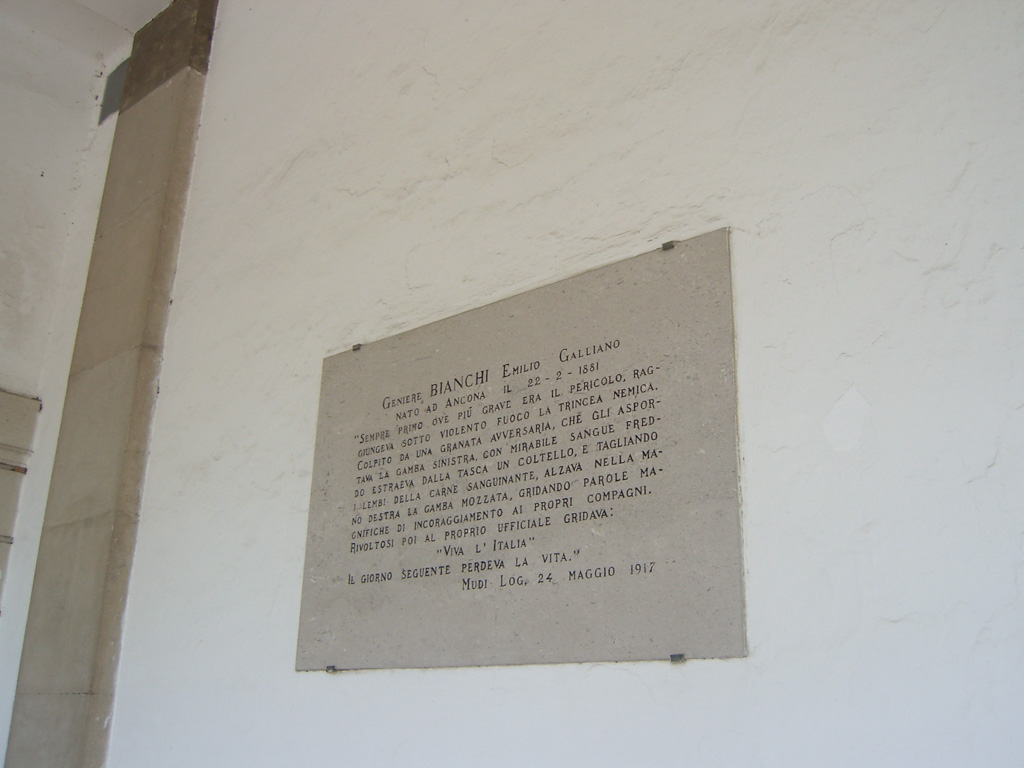 GENIERE BIANCHI EMILIO GALLIANO
NATO AD ANCONA IL 22-2-1881
"SEMPRE PRIMO OVE PIÚ GRAVE ERA IL PERICOLO, RAG-
GIUNGEVA SOTTO VIOLENTO FUOCO LA TRINCEA NEMICA.
COLPITO DA UNA GRANATA AVVERSARIA, CHE GLI ASPOR-
TAVA LA GAMBA SINISTRA, CON MIRABILE SANGUE FRED-
DO ESTRAEVA DALLA TASCA UN COLTELLO, E TAGLIANDO
I LEMBI DELLA CARNE SANGUINANTE, ALZAVA NELLA MA-
NO DESTRA LA GAMBA MOZZATA, GRIDANDO PAROLE MA-
GNIFICHE DI INCORAGGIAMENTO AI PROPRI COMPAGNI.
RIVOLTOSI POI AL PROPRIO UFFICIALE GRIDAVA:
"VIVA L' ITALIA"
IL GIORNO SEGUENTE PERDEVA LA VITA."
MUDI LOG, 24 MAGGIO 1917